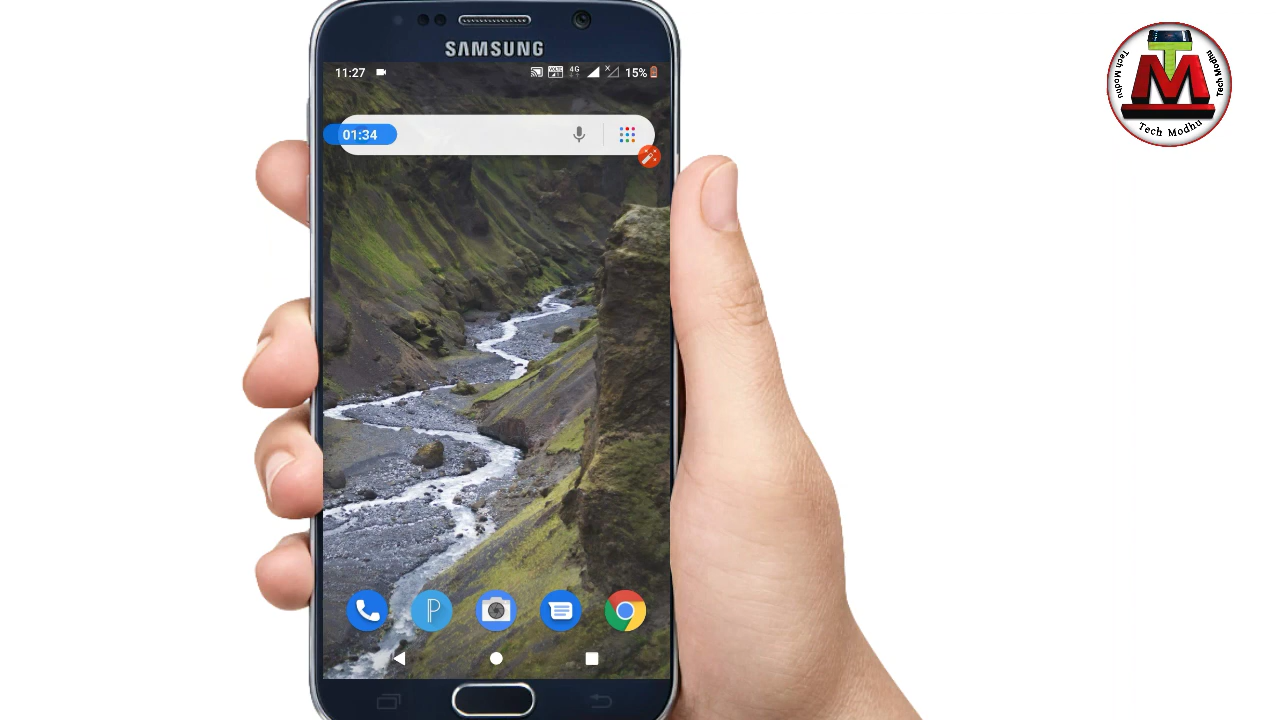 SAMSUNG
11:27
4G
15%
01:34
Tech Modhu
Tech Modhu
Tech Modhu